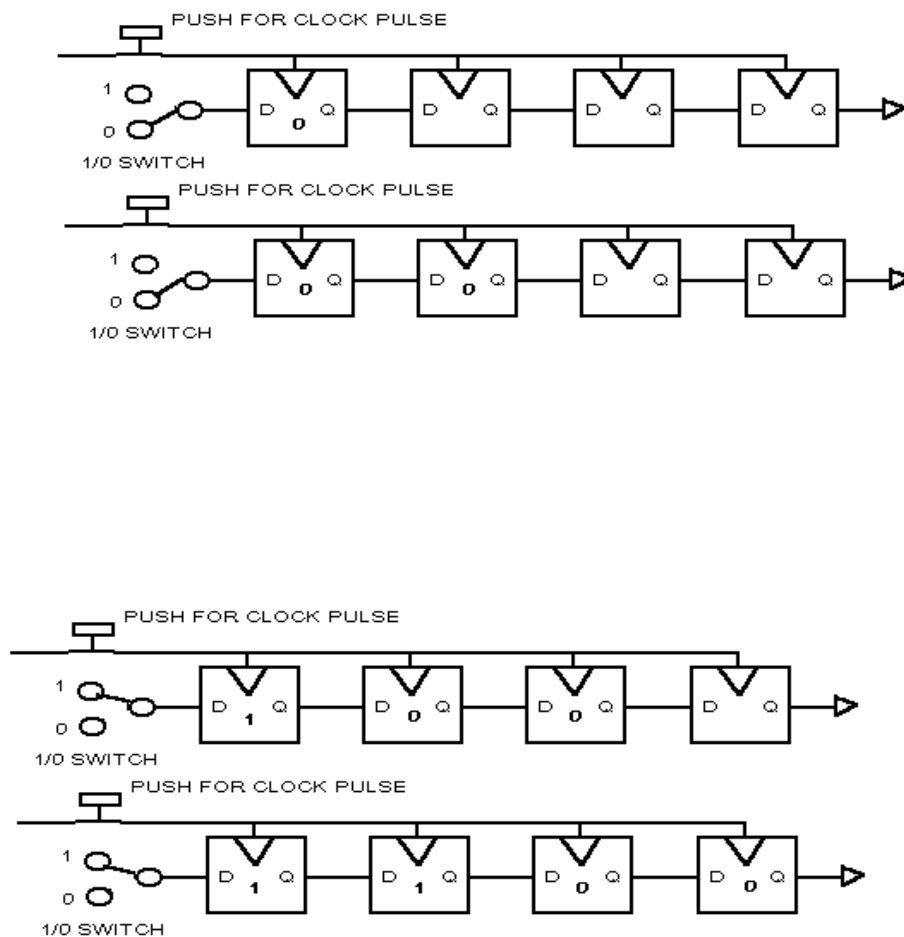 PUSH FOR CLOCK PULSE
1
D 0 Q D Q D Q D Q
0
1/0 SWITCH
PUSH FOR CLOCK PULSE
1
D 0 Q D 0 Q D Q D Q
0
1/0 SWITCH
PUSH FOR CLOCK PULSE
1
D 1 Q D 0 Q D 0 Q D Q
0
1/0 SWITCH
PUSH FOR CLOCK PULSE
1
D 1 Q D 1 Q D 0 Q D 0 Q
0
1/0 SWITCH